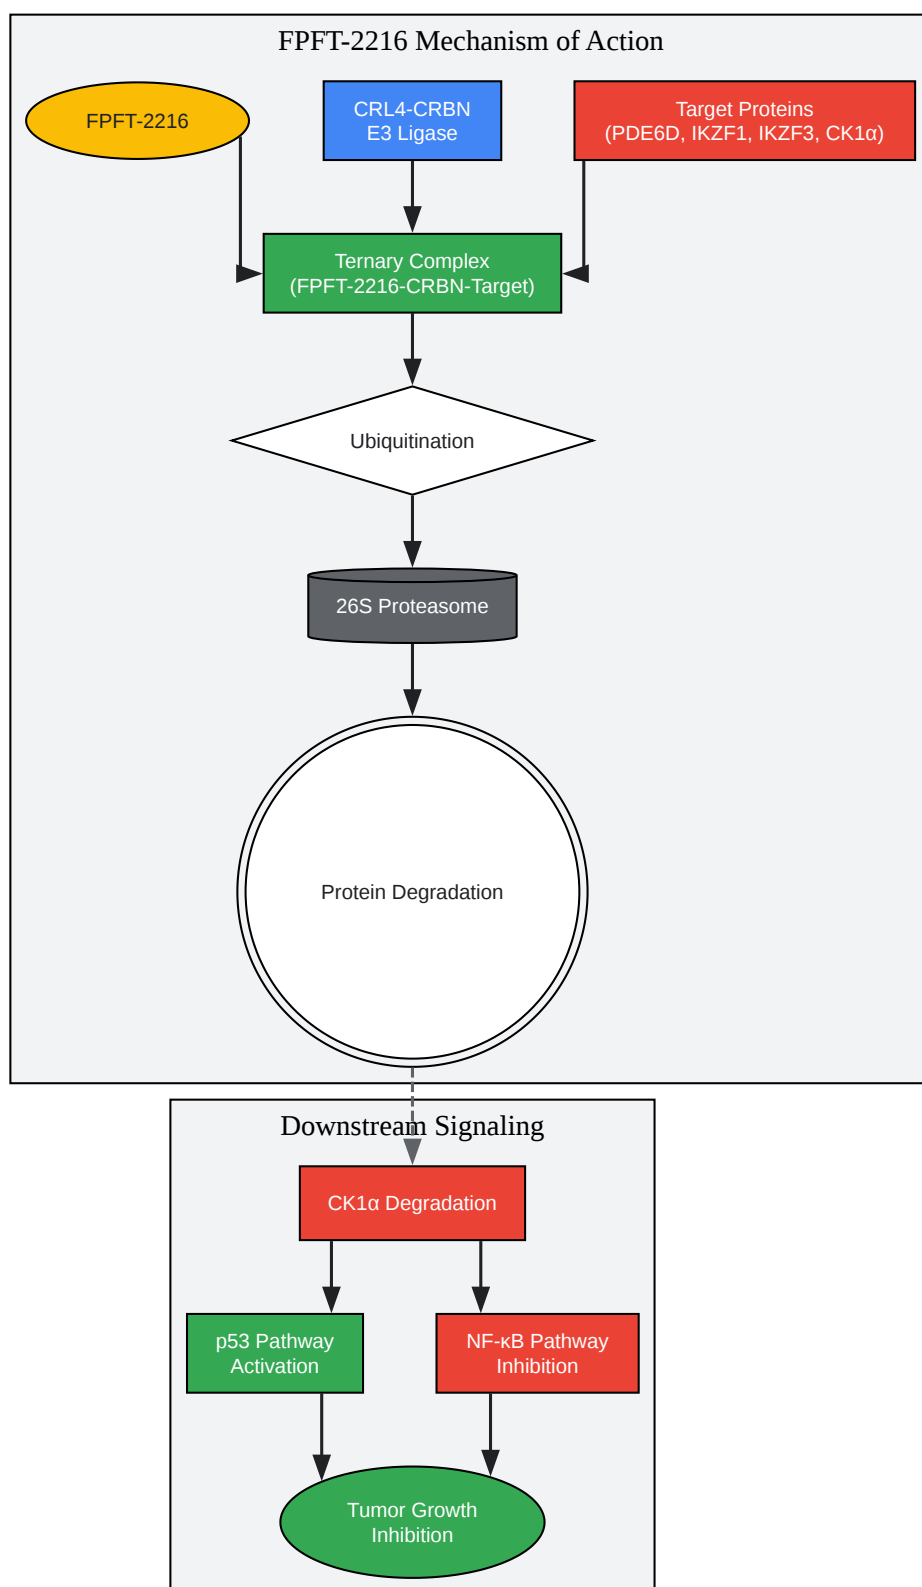 FPFT-2216 Mechanism of Action
FPFT-2216
CRL4-CRBN
E3 Ligase
Target Proteins
(PDE6D, IKZF1, IKZF3, CK1α)
Ternary Complex
(FPFT-2216-CRBN-Target)
Ubiquitination
26S Proteasome
Protein Degradation
Downstream Signaling
CK1α Degradation
p53 Pathway
Activation
NF-κB Pathway
Inhibition
Tumor Growth
Inhibition